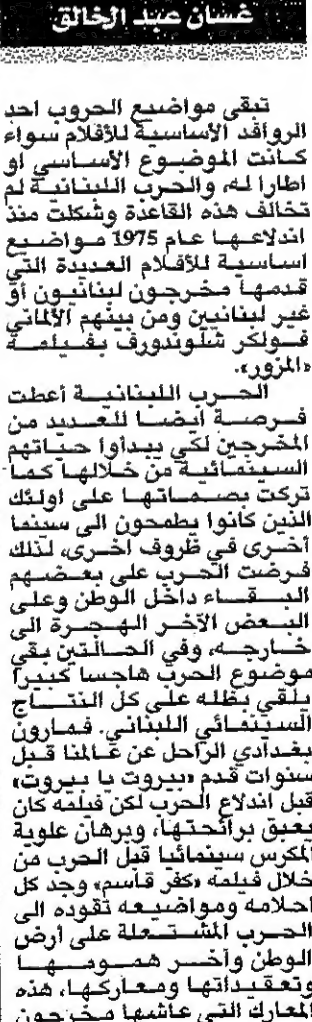 غسان عبد الخالق
تبقى مواضيع الحروب احد
الروافد الأساسية للأفلام سواء
كانت الموضوع الأساسي او
اطارا له، والحرب اللبنانية لم
تخالف هذه القاعدة وشكلت منذ
اندلاعها عام 1975 مواضيع
اساسية للأفلام العديدة التي
قدمها مخرجون لبنانيون أو
غير لبنانيين ومن بينهم الألماني
فولكر شلوندورف بفيلمه
«المزور».
الحرب اللبنانية أعطت
فرصة أيضا للعديد من
المخرجين لكي يبدأوا حياتهم
السينمائية من خلالها كما
تركت بصماتها على اولئك
الذين كانوا يطمحون الى سينما
أخرى في ظروف اخرى، لذلك
فرضت الحرب على بعضهم
البقاء داخل الوطن وعلى
البعض الآخر الهجرة الى
خارجه، وفي الحالتين بقي
موضوع الحرب هاجسا كبيرا
يلقي بظله على كل النتاج
السينمائي اللبناني. فمارون
بغدادي الراحل عن عالمنا قبل
سنوات قدم «بيروت يا بيروت»
قبل اندلاع الحرب لكن فيلمه كان
يعبق برائحتها، وبرهان علوية
المكرس سينمائيا قبل الحرب من
خلال فيلمه «كفر قاسم» وجد كل
احلامه ومواضيعه تقوده الى
الحرب المشتعلة على أرض
الوطن وآخر همومها
وتعقيداتها ومعاركها، هذه
المعارك التي عاشها مخرجون